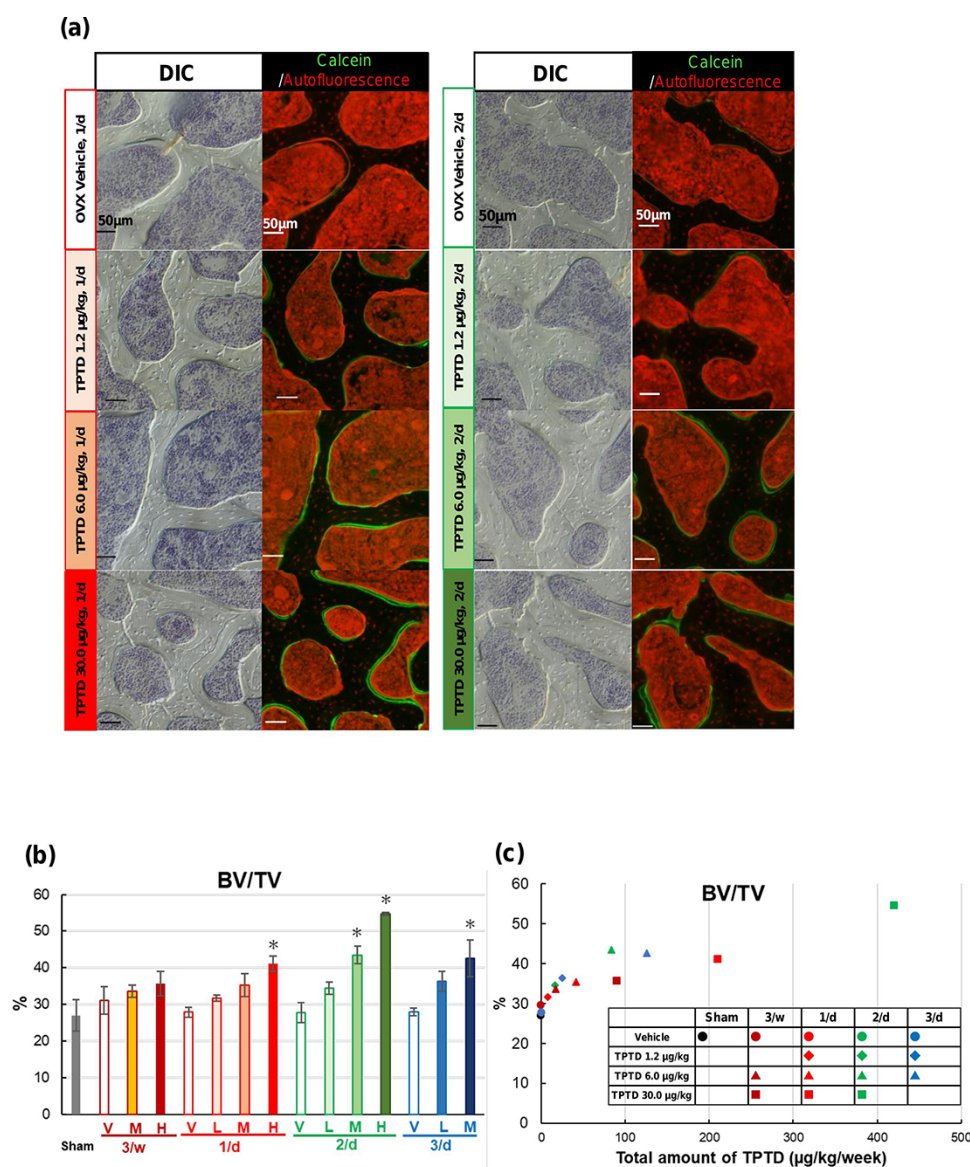 (a)
DIC
Calcein
/Autofluorescence
DIC
Calcein
/Autofluorescence
OVX Vehicle, 1/d
50µm
50µm
OVX Vehicle, 2/d
50µm
50µm
TPTD 1.2 µg/kg, 1/d
TPTD 1.2 µg/kg, 2/d
TPTD 6.0 µg/kg, 1/d
TPTD 6.0 µg/kg, 2/d
TPTD 30.0 µg/kg, 1/d
TPTD 30.0 µg/kg, 2/d
(b)
BV/TV
60
50
40
30
20
10
0
%
* * * *
V M H V L M H V L M H V L M
Sham 3/w 1/d 2/d 3/d
(c)
BV/TV
60
50
40
30
20
10
0
%
Sham 3/w 1/d 2/d 3/d
Vehicle
TPTD 1.2 µg/kg
TPTD 6.0 µg/kg
TPTD 30.0 µg/kg
0 100 200 300 400 500
Total amount of TPTD (µg/kg/week)